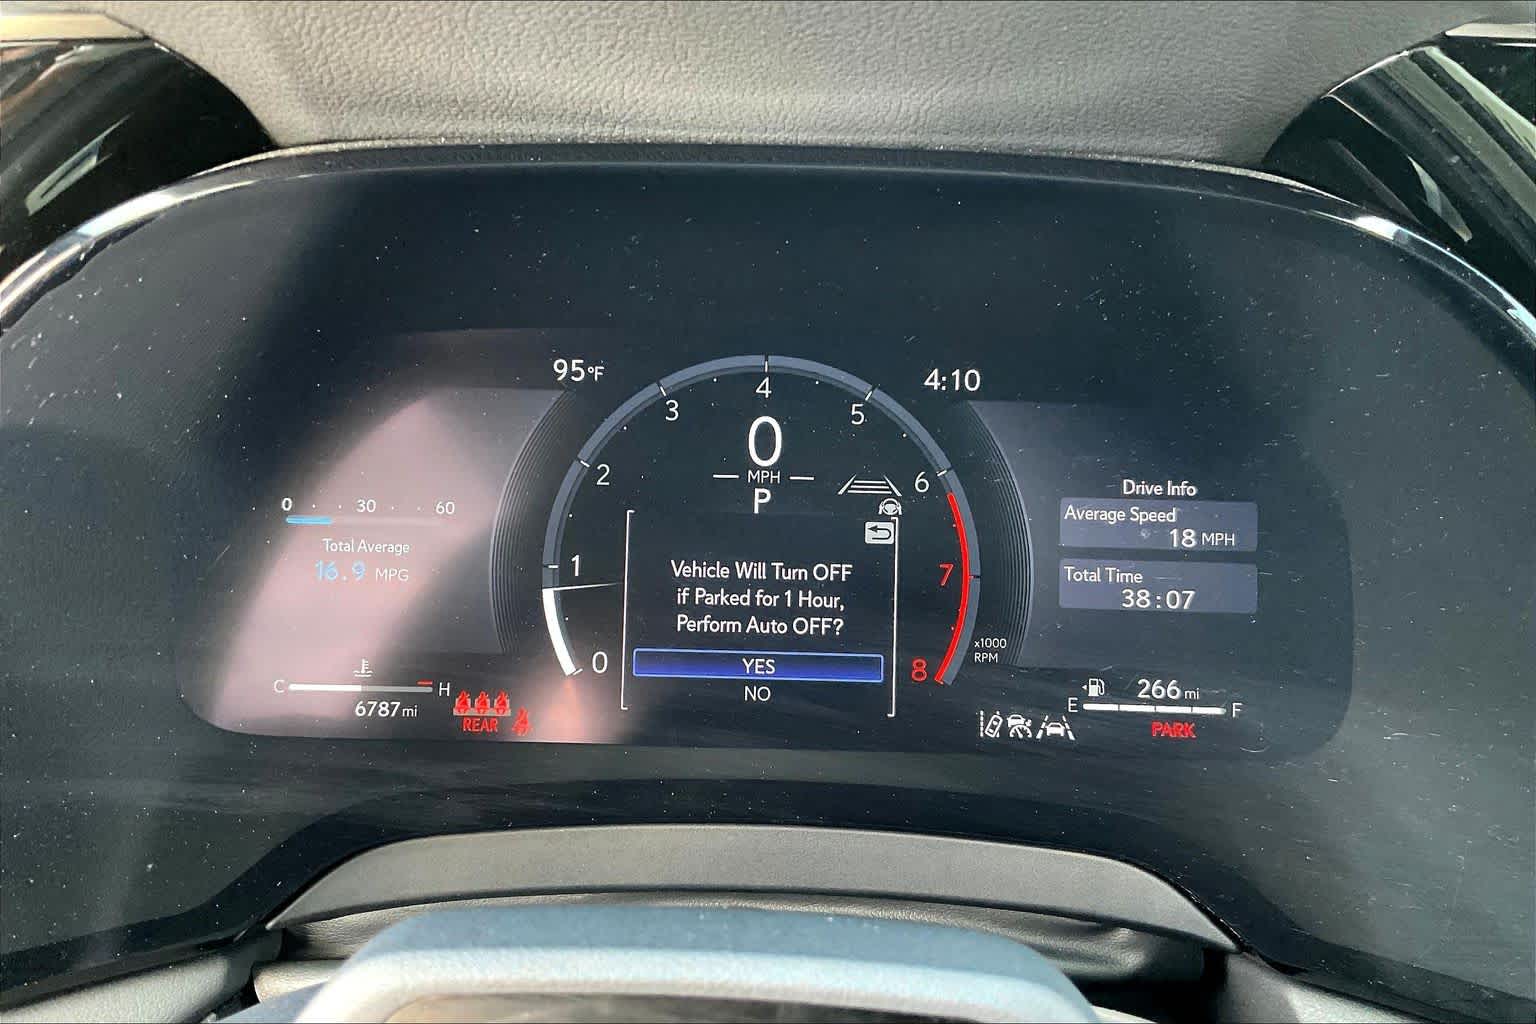 95°F
4:10
0
MPH
P
0
1
2
3
4
5
6
7
8
x1000
RPM
Vehicle Will Turn OFF
if Parked for 1 Hour,
Perform Auto OFF?
YES
NO
0 30 60
Total Average
16.9 MPG
C H
6787 mi
REAR
Drive Info
Average Speed
18 MPH
Total Time
38:07
266 mi
E F
PARK